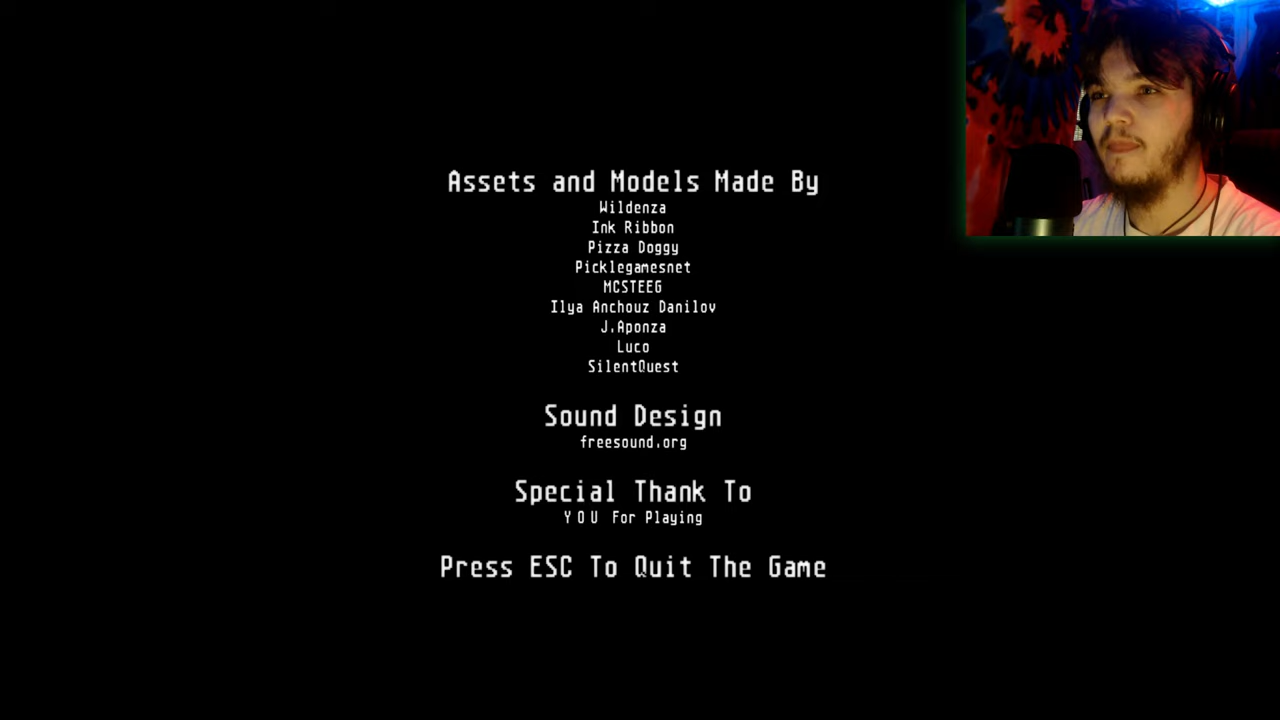 Assets and Models Made By
Wildenza
Ink Ribbon
Pizza Doggy
Picklegamesnet
MCSTEEG
Ilya Anchouz Danilov
J.Aponza
Luco
SilentQuest
Sound Design
freesound.org
Special Thank To
Y O U For Playing
Press ESC To Quit The Game